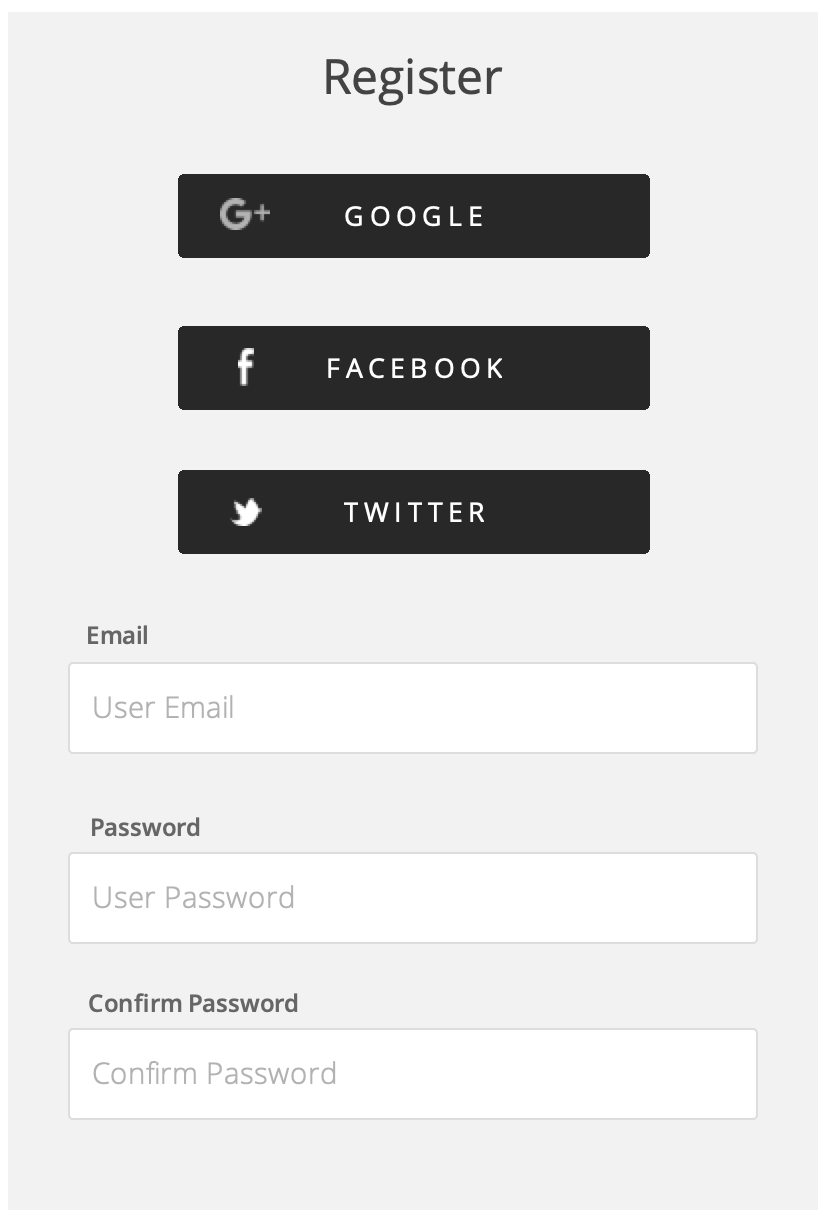 Register
G+ GOOGLE
f FACEBOOK
TWITTER
Email
User Email
Password
User Password
Confirm Password
Confirm Password